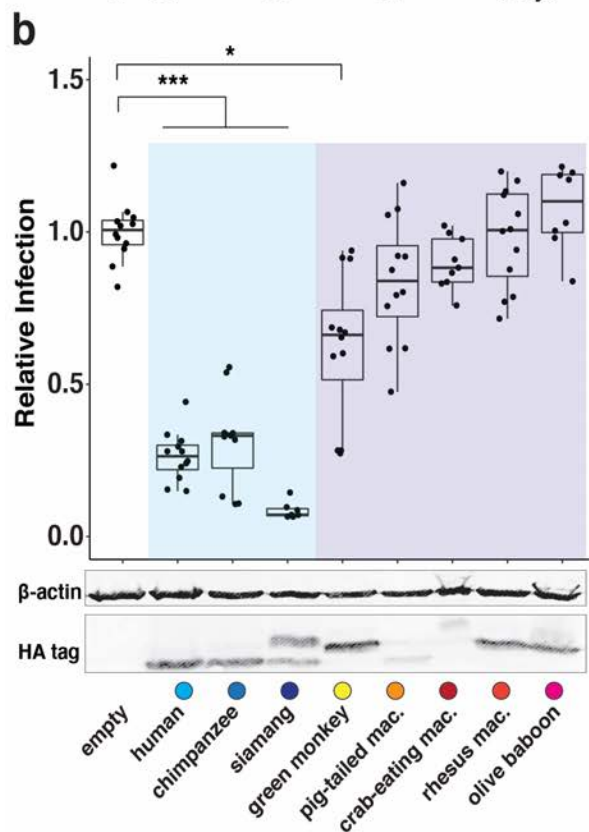 b
*
***
1.5
1.0
0.5
0.0
Relative Infection
β-actin
HA tag
empty
human
chimpanzee
siamang
green monkey
pig-tailed mac.
crab-eating mac.
rhesus mac.
olive baboon